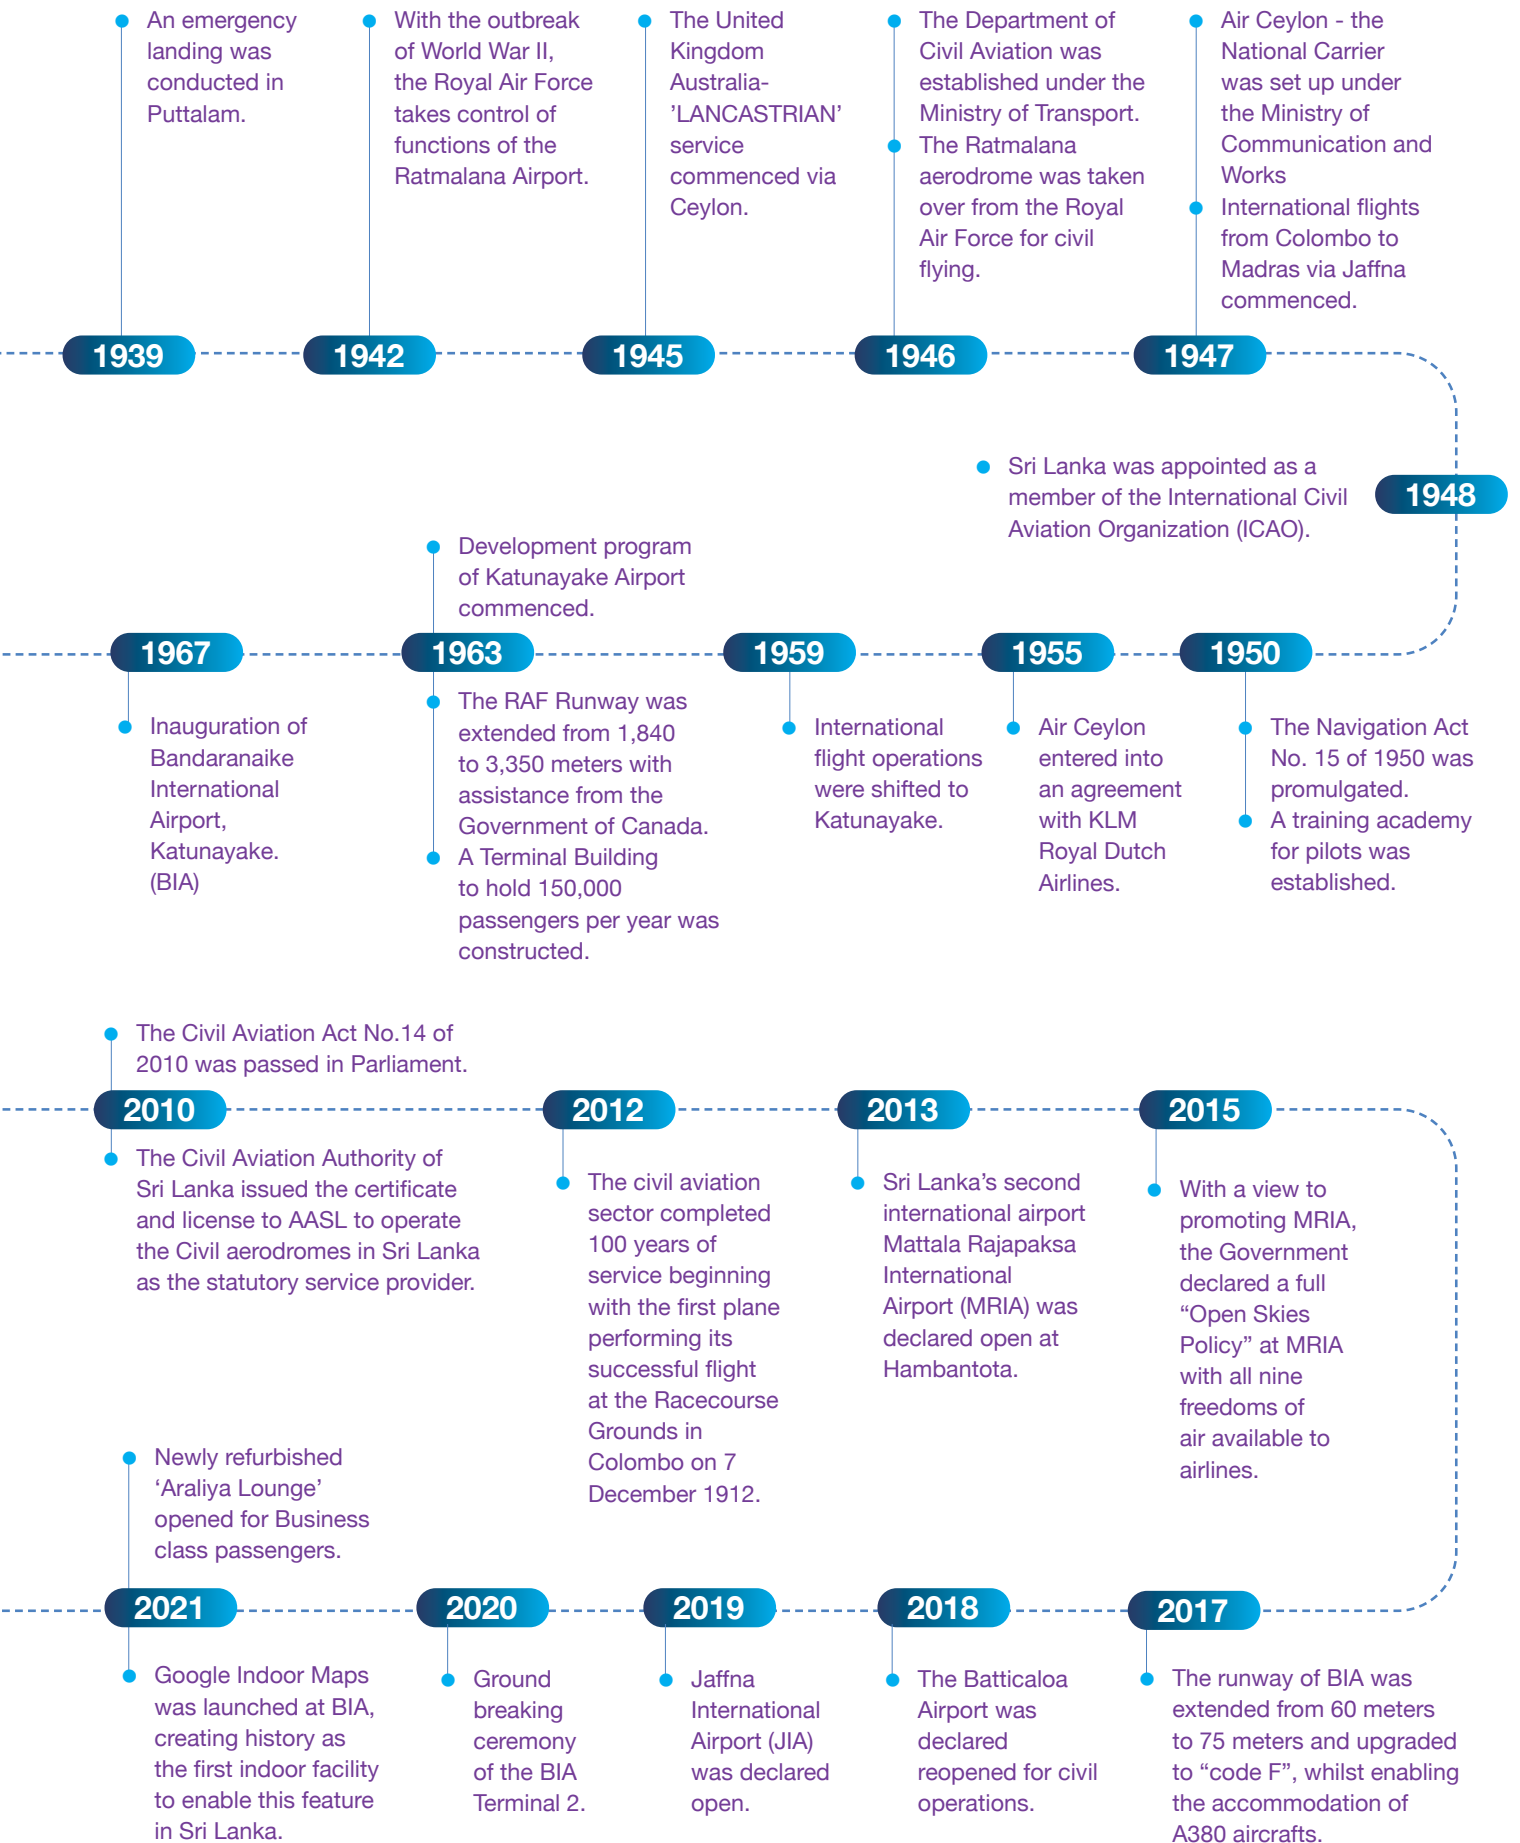 An emergency
landing was
conducted in
Puttalam.
1939
With the outbreak
of World War II,
the Royal Air Force
takes control of
functions of the
Ratmalana Airport.
1942
The United
Kingdom
Australia-
’LANCASTRIAN’
service
commenced via
Ceylon.
1945
The Department of
Civil Aviation was
established under the
Ministry of Transport.
The Ratmalana
aerodrome was taken
over from the Royal
Air Force for civil
flying.
1946
Air Ceylon - the
National Carrier
was set up under
the Ministry of
Communication and
Works
International flights
from Colombo to
Madras via Jaffna
commenced.
1947
Sri Lanka was appointed as a
member of the International Civil
Aviation Organization (ICAO).
1948
1950
The Navigation Act
No. 15 of 1950 was
promulgated.
A training academy
for pilots was
established.
1955
Air Ceylon
entered into
an agreement
with KLM
Royal Dutch
Airlines.
1959
International
flight operations
were shifted to
Katunayake.
Development program
of Katunayake Airport
commenced.
1963
The RAF Runway was
extended from 1,840
to 3,350 meters with
assistance from the
Government of Canada.
A Terminal Building
to hold 150,000
passengers per year was
constructed.
1967
Inauguration of
Bandaranaike
International
Airport,
Katunayake.
(BIA)
The Civil Aviation Act No.14 of
2010 was passed in Parliament.
2010
The Civil Aviation Authority of
Sri Lanka issued the certificate
and license to AASL to operate
the Civil aerodromes in Sri Lanka
as the statutory service provider.
2012
The civil aviation
sector completed
100 years of
service beginning
with the first plane
performing its
successful flight
at the Racecourse
Grounds in
Colombo on 7
December 1912.
2013
Sri Lanka’s second
international airport
Mattala Rajapaksa
International
Airport (MRIA) was
declared open at
Hambantota.
2015
With a view to
promoting MRIA,
the Government
declared a full
“Open Skies
Policy” at MRIA
with all nine
freedoms of
air available to
airlines.
2017
The runway of BIA was
extended from 60 meters
to 75 meters and upgraded
to “code F”, whilst enabling
the accommodation of
A380 aircrafts.
2018
The Batticaloa
Airport was
declared
reopened for civil
operations.
2019
Jaffna
International
Airport (JIA)
was declared
open.
2020
Ground
breaking
ceremony
of the BIA
Terminal 2.
Newly refurbished
‘Araliya Lounge’
opened for Business
class passengers.
2021
Google Indoor Maps
was launched at BIA,
creating history as
the first indoor facility
to enable this feature
in Sri Lanka.